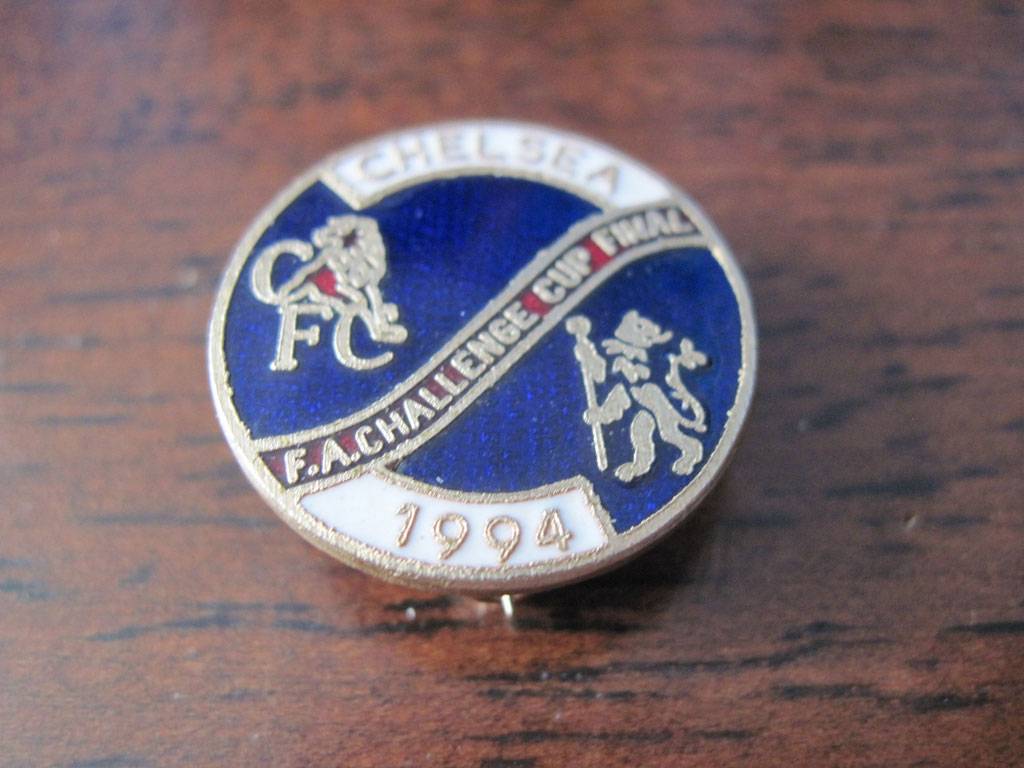 CHELSEA
CFC
F.A.CHALLENGE CUP FINAL
1994